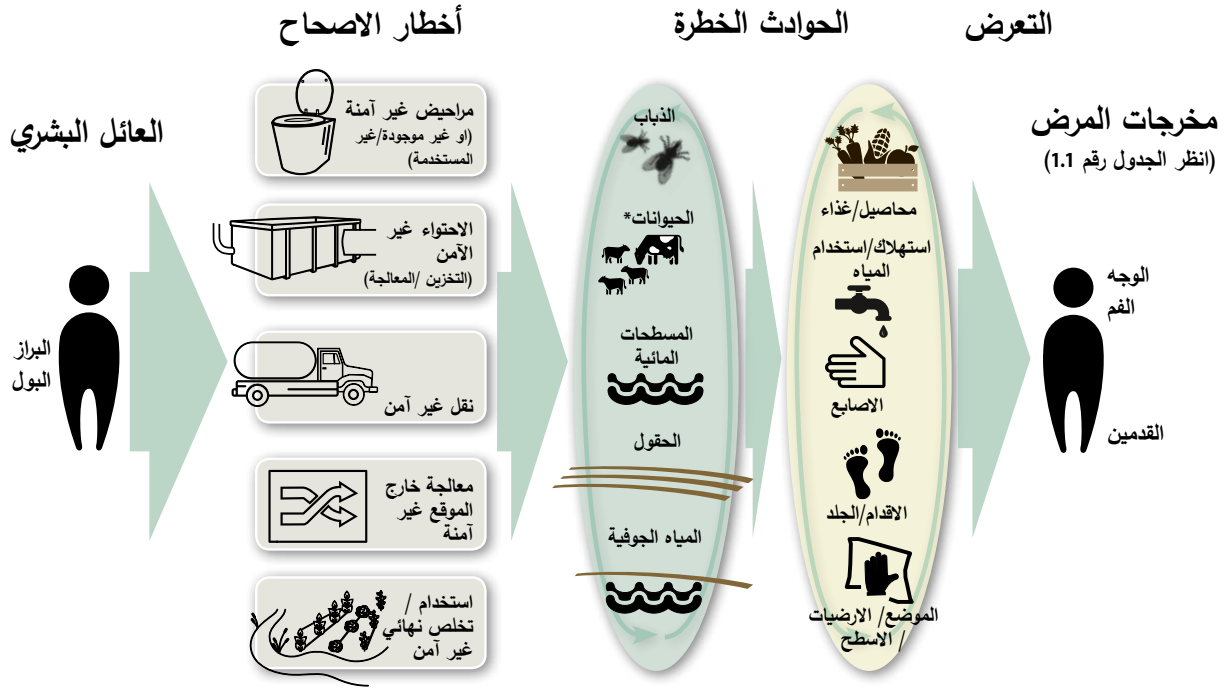 أخطار الاصحاح
الحوادث الخطرة
التعرض
العائل البشري
مخرجات المرض
(انظر الجدول رقم 1.1)
البراز
البول
مراحيض غير آمنة
(او غير موجودة/غير
المستخدمة)
الاحتواء غير
الآمن
(التخزين /المعالجة)
نقل غير آمن
معالجة خارج
الموقع غير
آمنة
استخدام /
تخلص نهائي
غير آمن
الذباب
الحيوانات*
المسطحات
المائية
الحقول
المياه الجوفية
محاصيل/غذاء
استهلاك/استخدام
المياه
الاصابع
الاقدام/الجلد
الموضع/ الارضيات
/ الاسطح
الوجه
الفم
القدمين